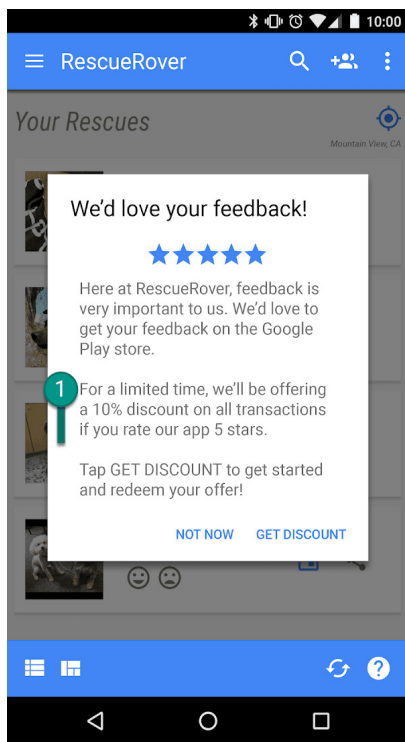 10:00
RescueRover
Your Rescues
Mountain View, CA
We'd love your feedback!
Here at RescueRover, feedback is
very important to us. We'd love to
get your feedback on the Google
Play store.
1
For a limited time, we'll be offering
a 10% discount on all transactions
if you rate our app 5 stars.
Tap GET DISCOUNT to get started
and redeem your offer!
NOT NOW GET DISCOUNT